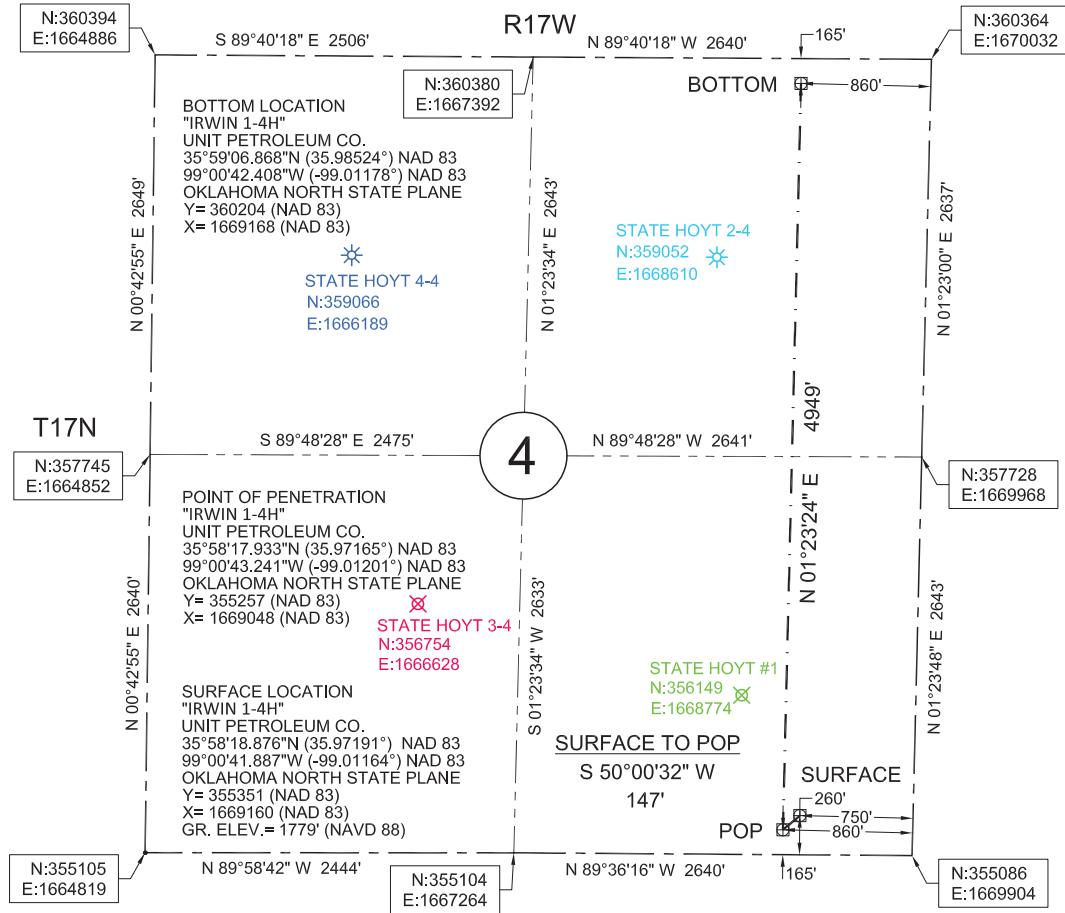 N:360394
E:1664886
S 89°40'18" E 2506'
R17W
N 89°40'18" W 2640'
165'
N:360364
E:1670032
N:360380
E:1667392
BOTTOM
860'
BOTTOM LOCATION
"IRWIN 1-4H"
UNIT PETROLEUM CO.
35°59'06.868"N (35.98524°) NAD 83
99°00'42.408"W (-99.01178°) NAD 83
OKLAHOMA NORTH STATE PLANE
Y= 360204 (NAD 83)
X= 1669168 (NAD 83)
N 00°42'55" E 2649'
N 01°23'34" E 2643'
N 01°23'00" E 2637'
STATE HOYT 4-4
N:359066
E:1666189
STATE HOYT 2-4
N:359052
E:1668610
T17N
N:357745
E:1664852
S 89°48'28" E 2475'
4
N 89°48'28" W 2641'
N:357728
E:1669968
N 01°23'24" E 4949'
POINT OF PENETRATION
"IRWIN 1-4H"
UNIT PETROLEUM CO.
35°58'17.933"N (35.97165°) NAD 83
99°00'43.241"W (-99.01201°) NAD 83
OKLAHOMA NORTH STATE PLANE
Y= 355257 (NAD 83)
X= 1669048 (NAD 83)
N 00°42'55" E 2640'
S 01°23'34" W 2633'
N 01°23'48" E 2643'
STATE HOYT 3-4
N:356754
E:1666628
STATE HOYT #1
N:356149
E:1668774
SURFACE LOCATION
"IRWIN 1-4H"
UNIT PETROLEUM CO.
35°58'18.876"N (35.97191°) NAD 83
99°00'41.887"W (-99.01164°) NAD 83
OKLAHOMA NORTH STATE PLANE
Y= 355351 (NAD 83)
X= 1669160 (NAD 83)
GR. ELEV.= 1779' (NAVD 88)
SURFACE TO POP
S 50°00'32" W
147'
SURFACE
260'
750'
POP
860'
N:355105
E:1664819
N 89°58'42" W 2444'
N:355104
E:1667264
N 89°36'16" W 2640'
165'
N:355086
E:1669904